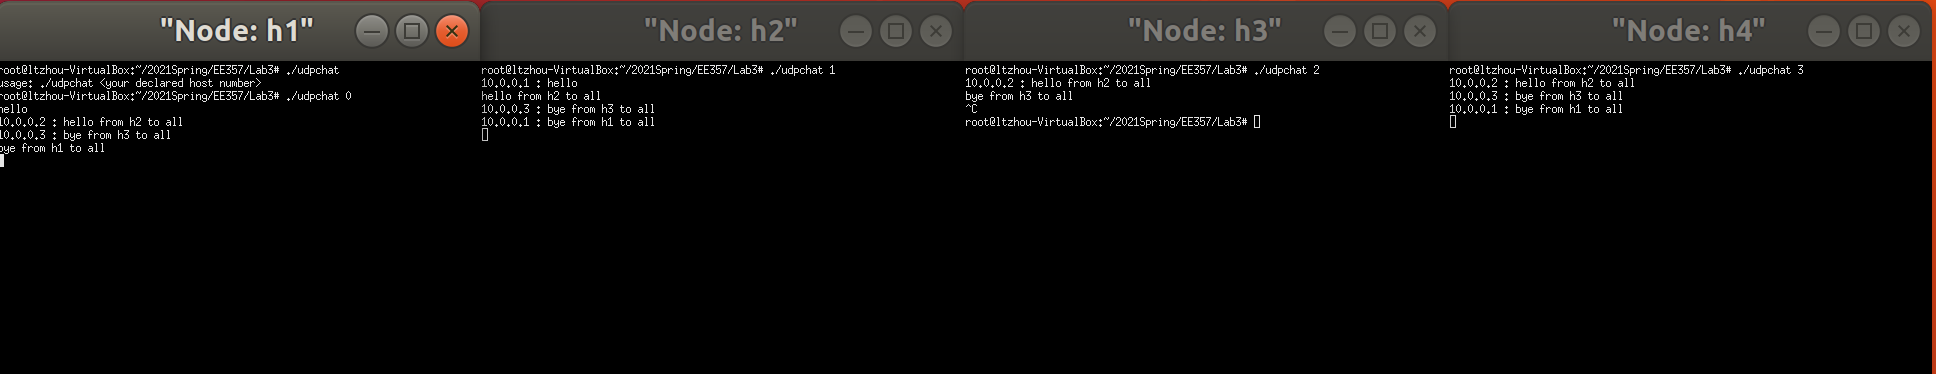 "Node: h1"
root@ltzhou-VirtualBox:~/2021Spring/EE357/Lab3# ./udpchat
usage: ./udpchat <your declared host number>
root@ltzhou-VirtualBox:~/2021Spring/EE357/Lab3# ./udpchat 0
hello
10.0.0.2 : hello from h2 to all
10.0.0.3 : bye from h3 to all
bye from h1 to all
"Node: h2"
root@ltzhou-VirtualBox:~/2021Spring/EE357/Lab3# ./udpchat 1
10.0.0.1 : hello
hello from h2 to all
10.0.0.3 : bye from h3 to all
10.0.0.1 : bye from h1 to all
"Node: h3"
root@ltzhou-VirtualBox:~/2021Spring/EE357/Lab3# ./udpchat 2
10.0.0.2 : hello from h2 to all
bye from h3 to all
^C
root@ltzhou-VirtualBox:~/2021Spring/EE357/Lab3#
"Node: h4"
root@ltzhou-VirtualBox:~/2021Spring/EE357/Lab3# ./udpchat 3
10.0.0.2 : hello from h2 to all
10.0.0.3 : bye from h3 to all
10.0.0.1 : bye from h1 to all